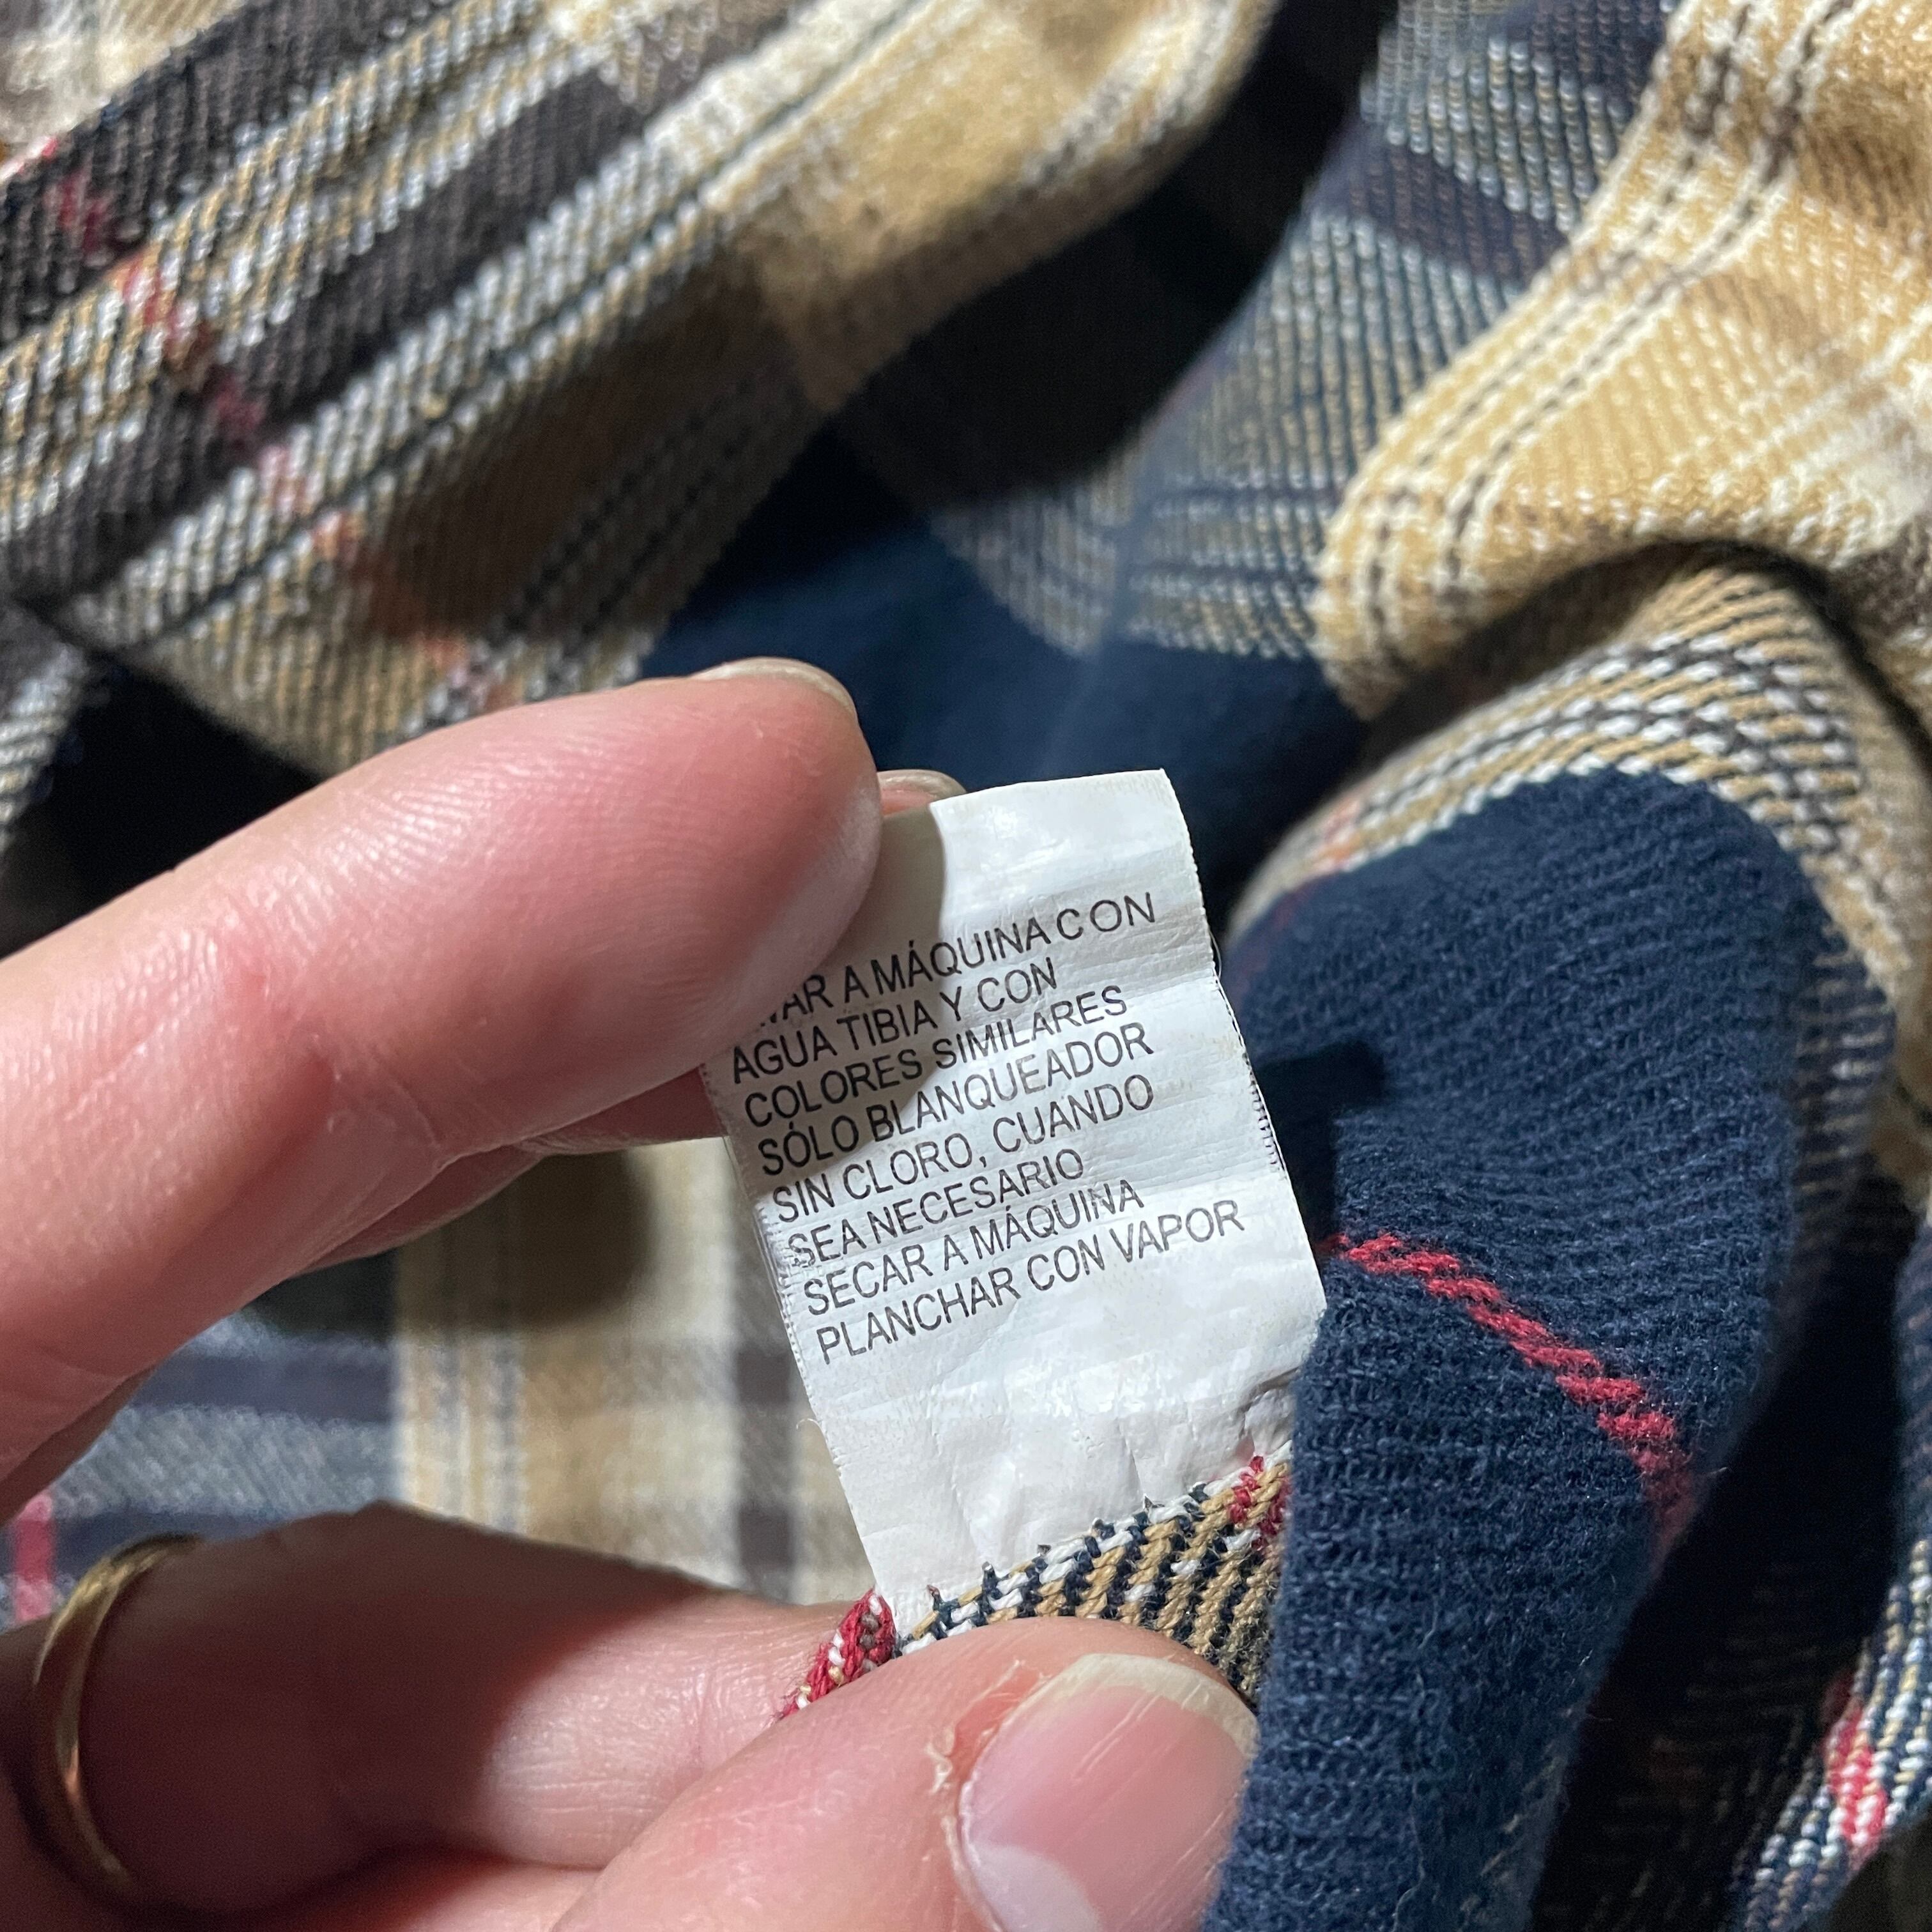 A MÁQUINA CON
AGUA TIBIA Y CON
COLORES SIMILARES
SÓLO BLANQUEADOR
SIN CLORO, CUANDO
SEA NECESARIO
SECAR A MÁQUINA
PLANCHAR CON VAPOR